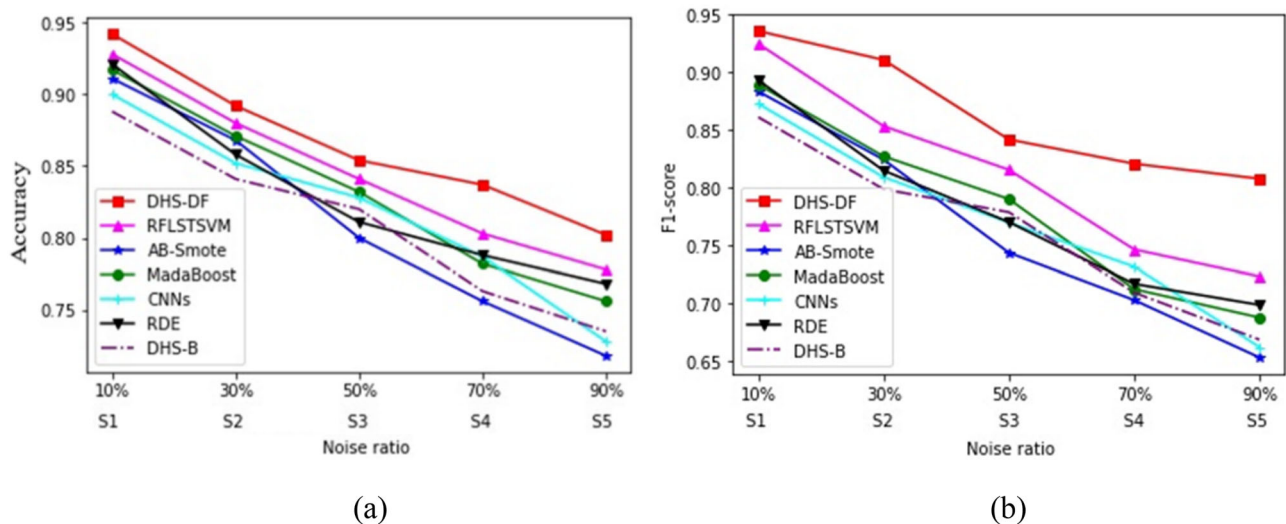 0.95
0.90
0.85
0.80
0.75
Accuracy
DHS-DF
RFLSTSVM
AB-Smote
MadaBoost
CNNs
RDE
DHS-B
10% 30% 50% 70% 90%
S1 S2 S3 S4 S5
Noise ratio
(a)
0.95
0.90
0.85
0.80
0.75
0.70
0.65
F1-score
DHS-DF
RFLSTSVM
AB-Smote
MadaBoost
CNNs
RDE
DHS-B
10% 30% 50% 70% 90%
S1 S2 S3 S4 S5
Noise ratio
(b)